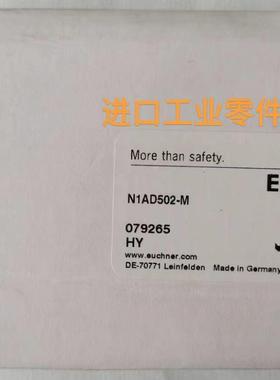 进口工业零件
More than safety.
E
N1AD502-M
079265
HY
www.euchner.com
DE-70771 Leinfelden Made in Germany